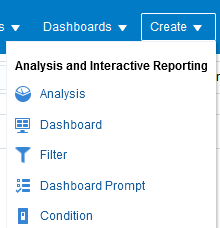 s Dashboards Create
Analysis and Interactive Reporting
Analysis
Dashboard
Filter
Dashboard Prompt
Condition